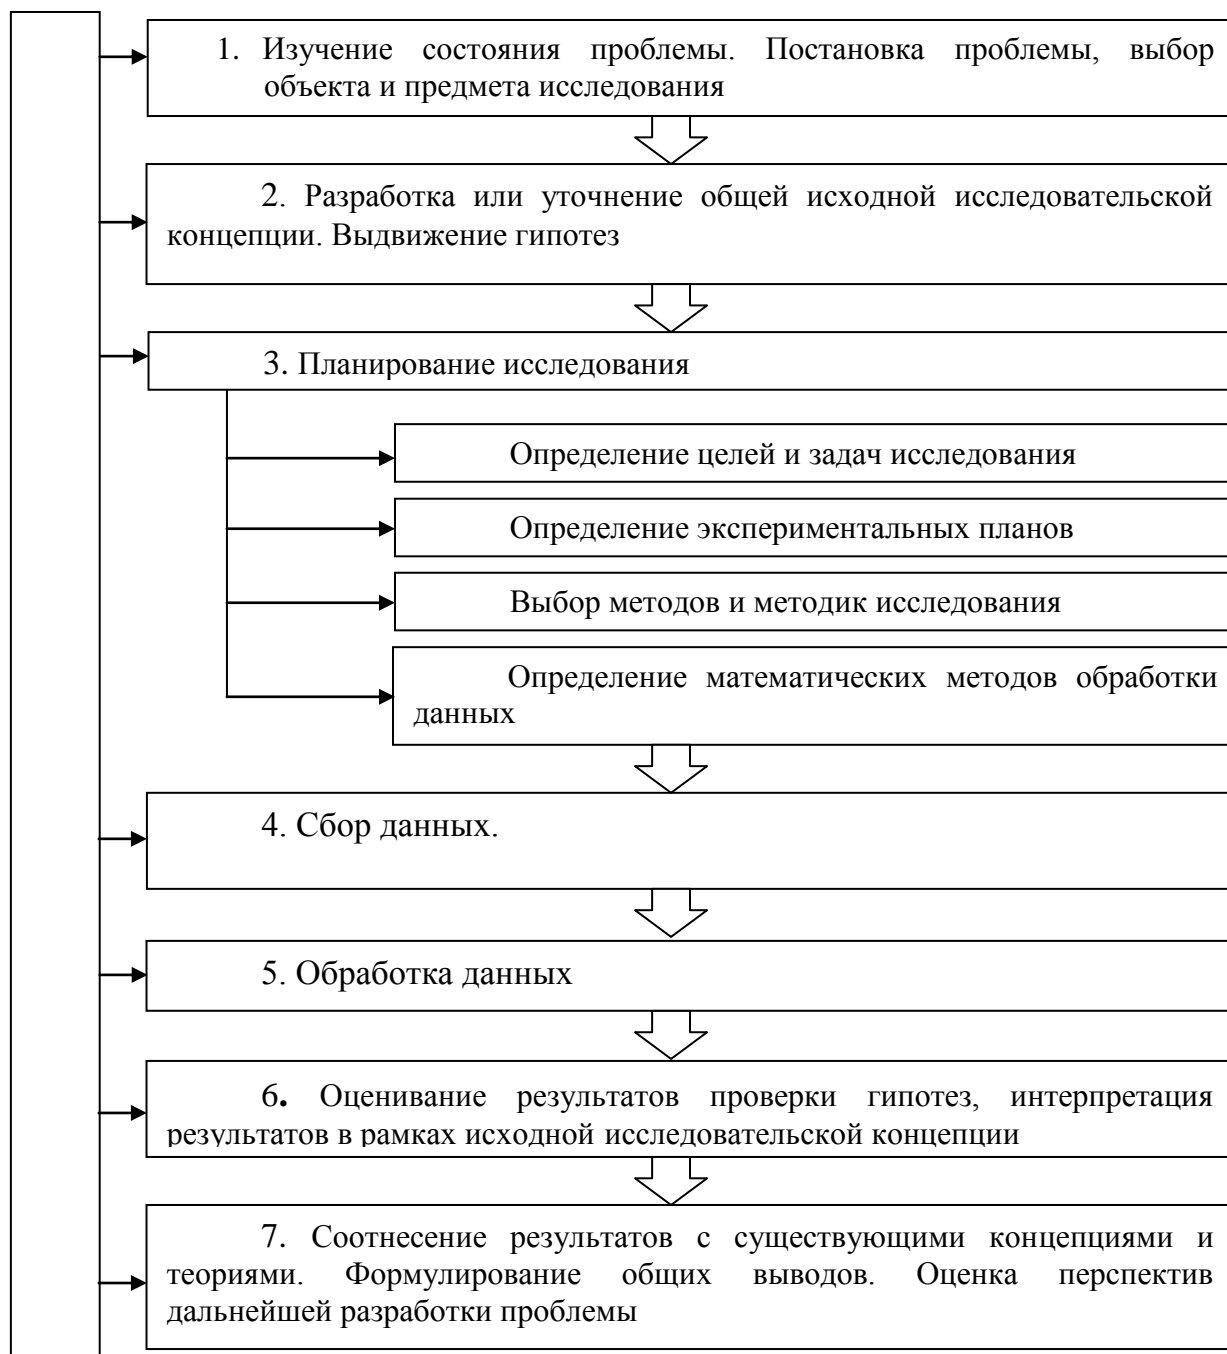 1. Изучение состояния проблемы. Постановка проблемы, выбор
объекта и предмета исследования
2. Разработка или уточнение общей исходной исследовательской
концепции. Выдвижение гипотез
3. Планирование исследования
Определение целей и задач исследования
Определение экспериментальных планов
Выбор методов и методик исследования
Определение математических методов обработки
данных
4. Сбор данных.
5. Обработка данных
6. Оценивание результатов проверки гипотез, интерпретация
результатов в рамках исходной исследовательской концепции
7. Соотнесение результатов с существующими концепциями и
теориями. Формулирование общих выводов. Оценка перспектив
дальнейшей разработки проблемы